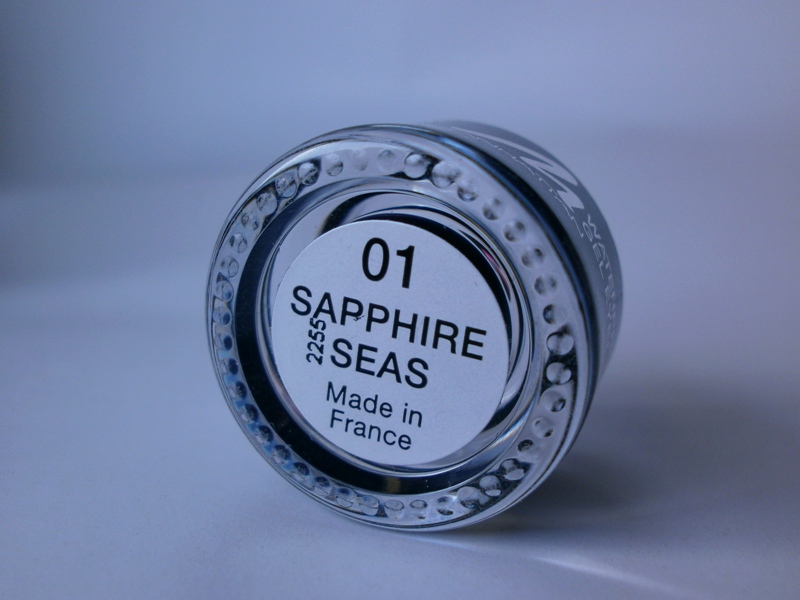 01
SAPPHIRE
2255
SEAS
Made in
France